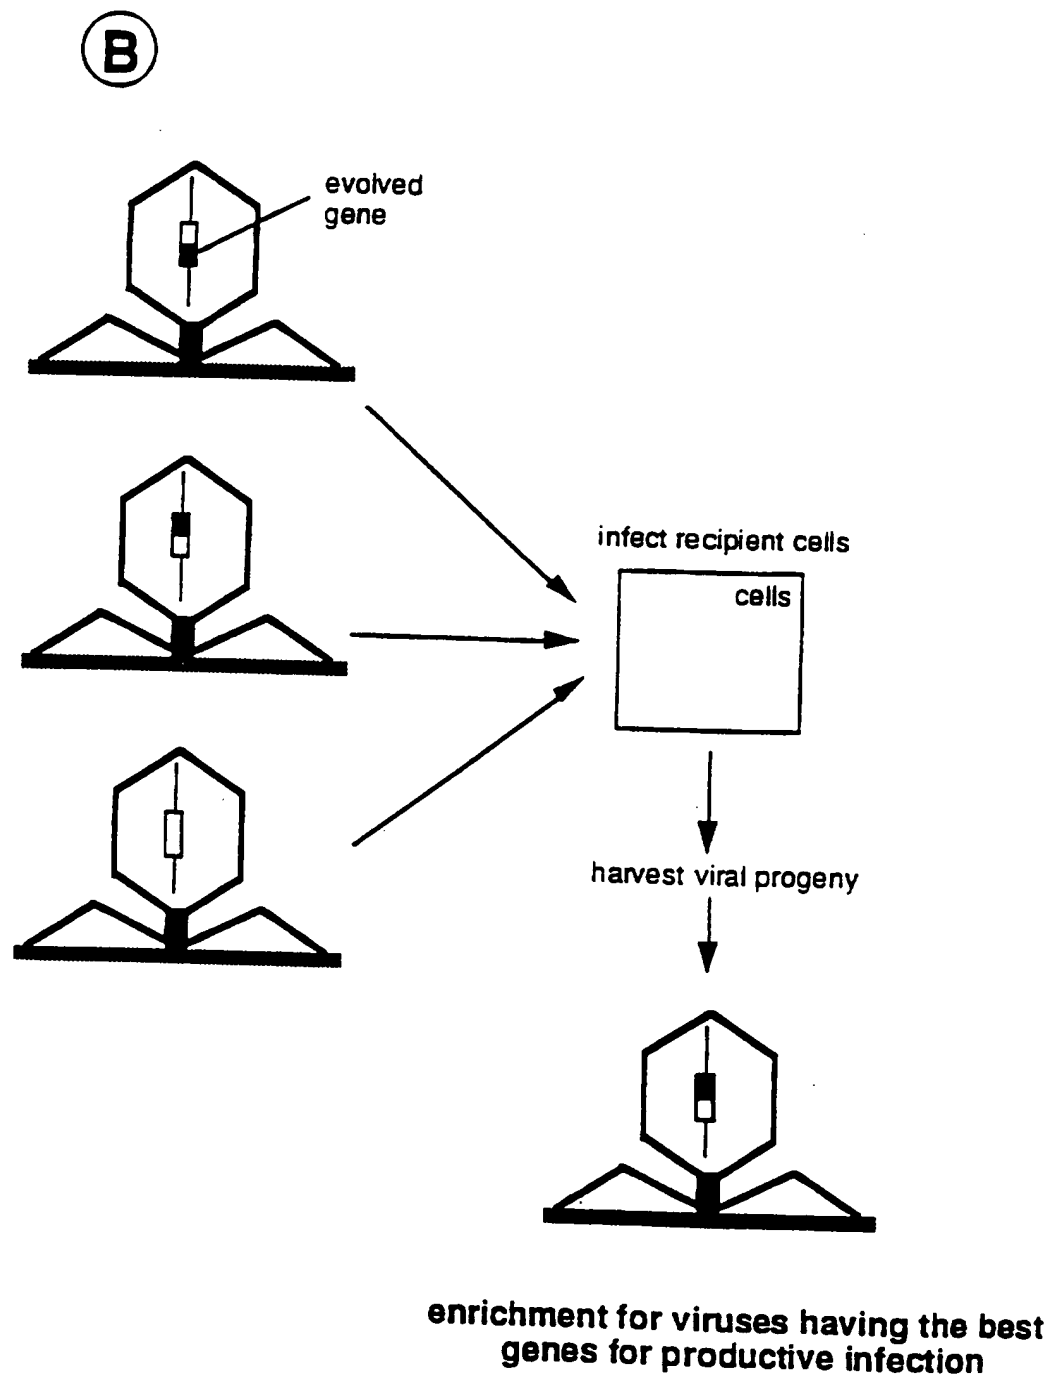 B
evolved
gene
infect recipient cells
cells
harvest viral progeny
enrichment for viruses having the best
genes for productive infection